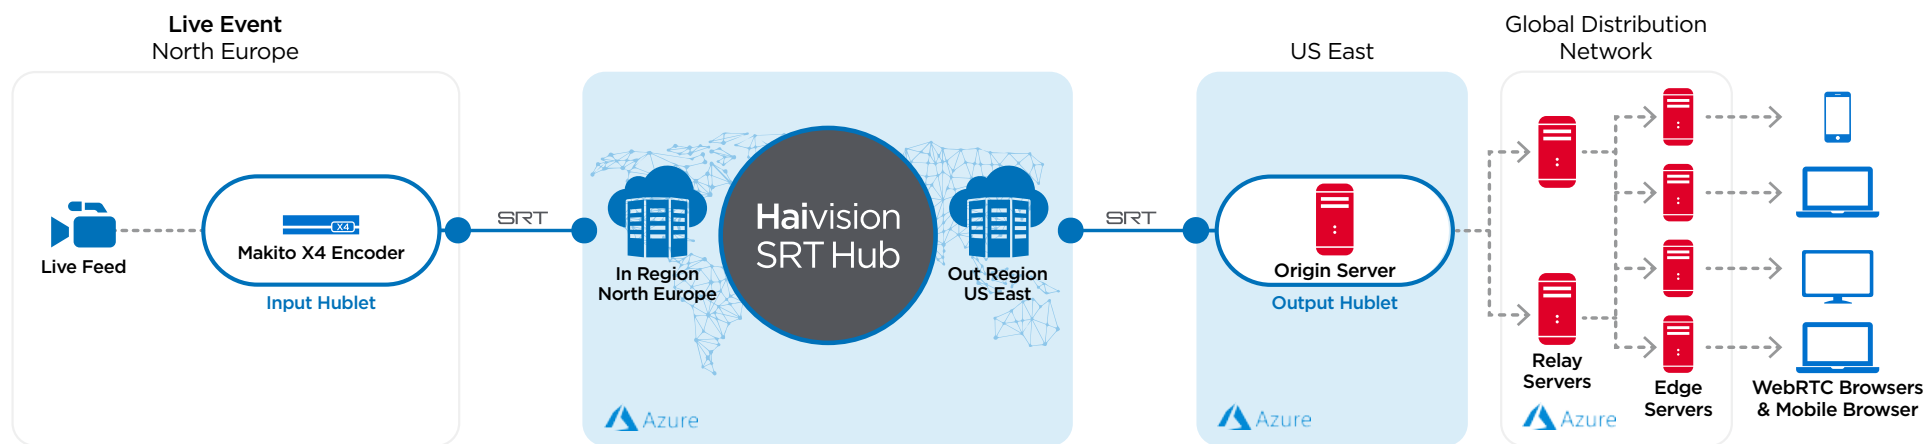 Live Event
North Europe
Live Feed
X4
Makito X4 Encoder
Input Hublet
SRT
In Region
North Europe
Haivision
SRT Hub
Out Region
US East
Azure
SRT
US East
Origin Server
Output Hublet
Azure
Global Distribution
Network
Relay
Servers
Edge
Servers
Azure
WebRTC Browsers
& Mobile Browser